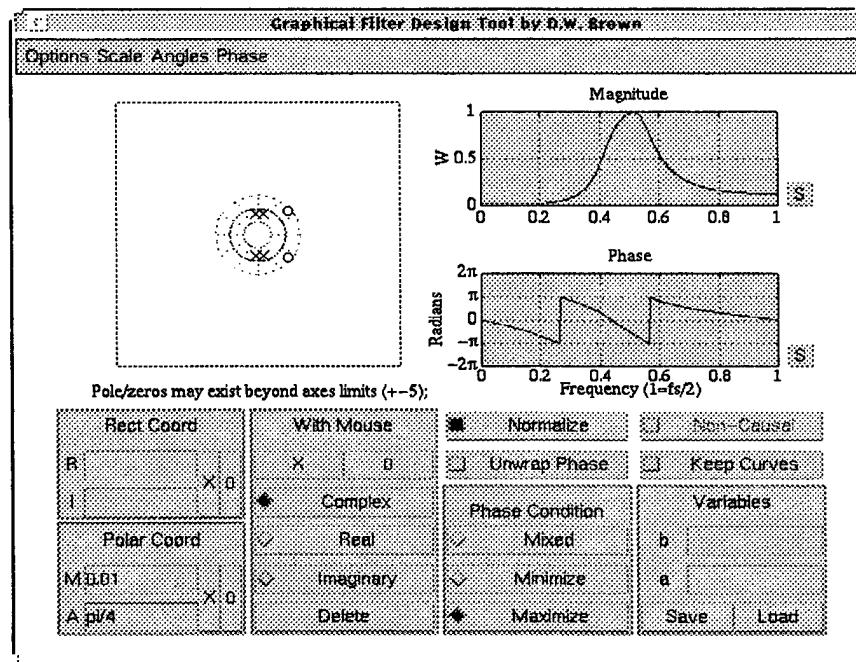 Graphical Filter Design Tool by D.W. Brown
Options Scale Angles Phase
Magnitude
W
1
0.5
0
0 0.2 0.4 0.6 0.8 1
S
Phase
Radians
2π
π
0
−π
−2π
0 0.2 0.4 0.6 0.8 1
S
Frequency (1=fs/2)
Pole/zeros may exist beyond axes limits (+−5);
Rect Coord
R
I
X 0
Polar Coord
M 0.01
A pi/4
X 0
With Mouse
X 0
Complex
Real
Imaginary
Delete
Normalize
Non-Causal
Unwrap Phase
Keep Curves
Phase Condition
Mixed
Minimize
Maximize
Variables
b
a
Save Load